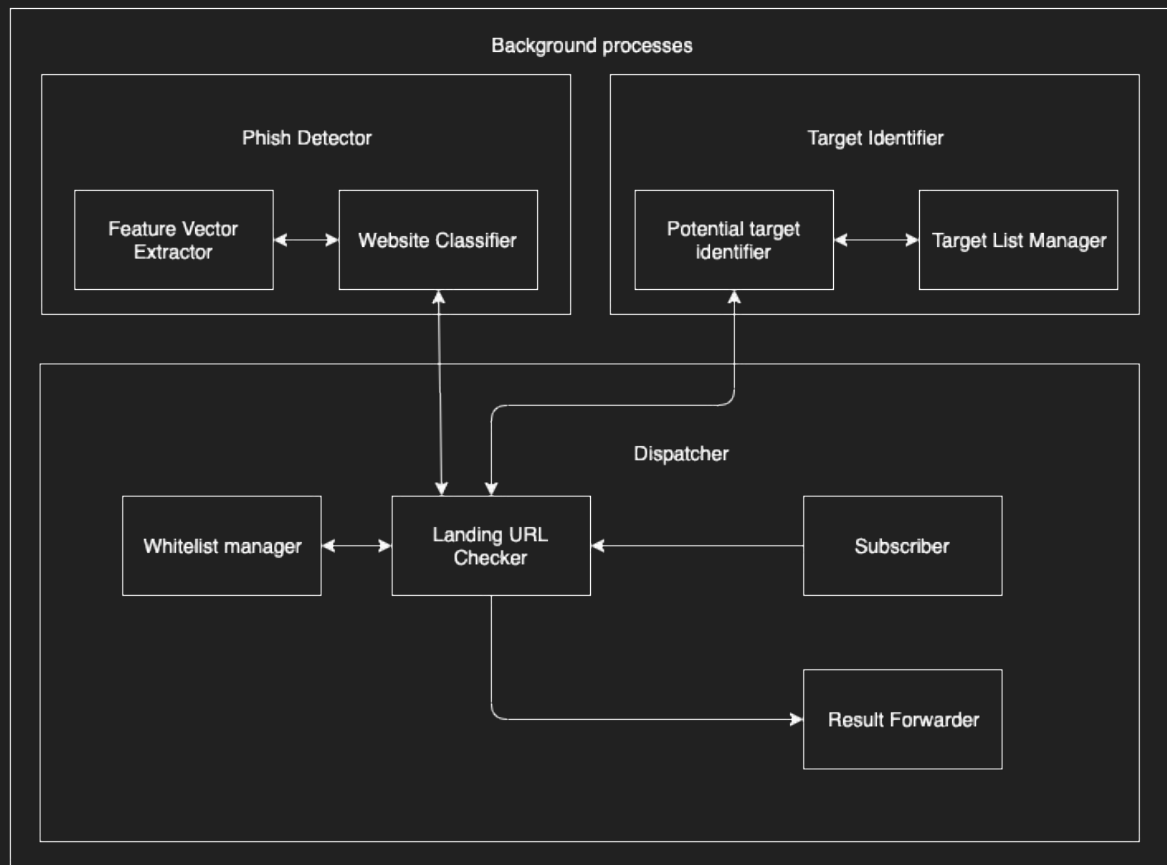 Background processes
Phish Detector
Target Identifier
Feature Vector
Extractor
Website Classifier
Potential target
identifier
Target List Manager
Dispatcher
Whitelist manager
Landing URL
Checker
Subscriber
Result Forwarder